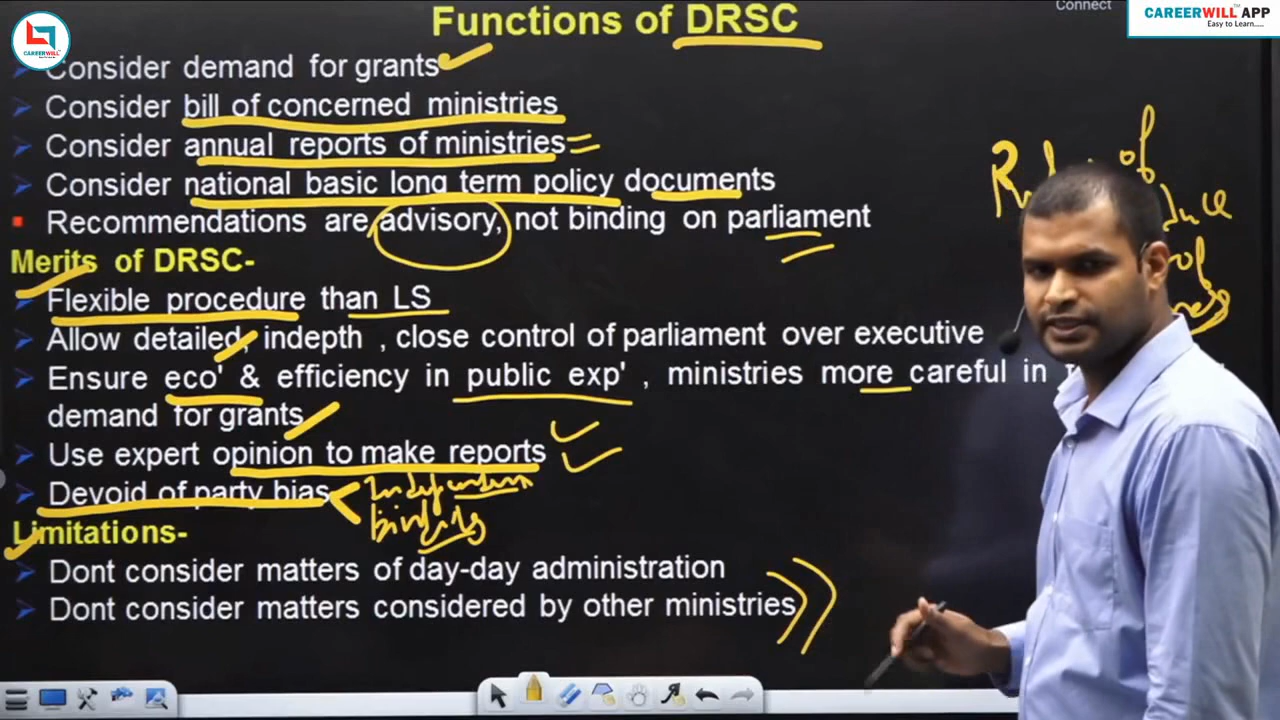 Functions of DRSC
Connect
CAREERWILL APP
Easy to Learn....
CAREERWILL
Consider demand for grants
Consider bill of concerned ministries
Consider annual reports of ministries
Consider national basic long term policy documents
Recommendations are advisory, not binding on parliament
Merits of DRSC-
Flexible procedure than LS
Allow detailed, indepth , close control of parliament over executive
Ensure eco' & efficiency in public exp' , ministries more careful in
demand for grants
Use expert opinion to make reports
Devoid of party bias
Limitations-
Dont consider matters of day-day administration
Dont consider matters considered by other ministries
of